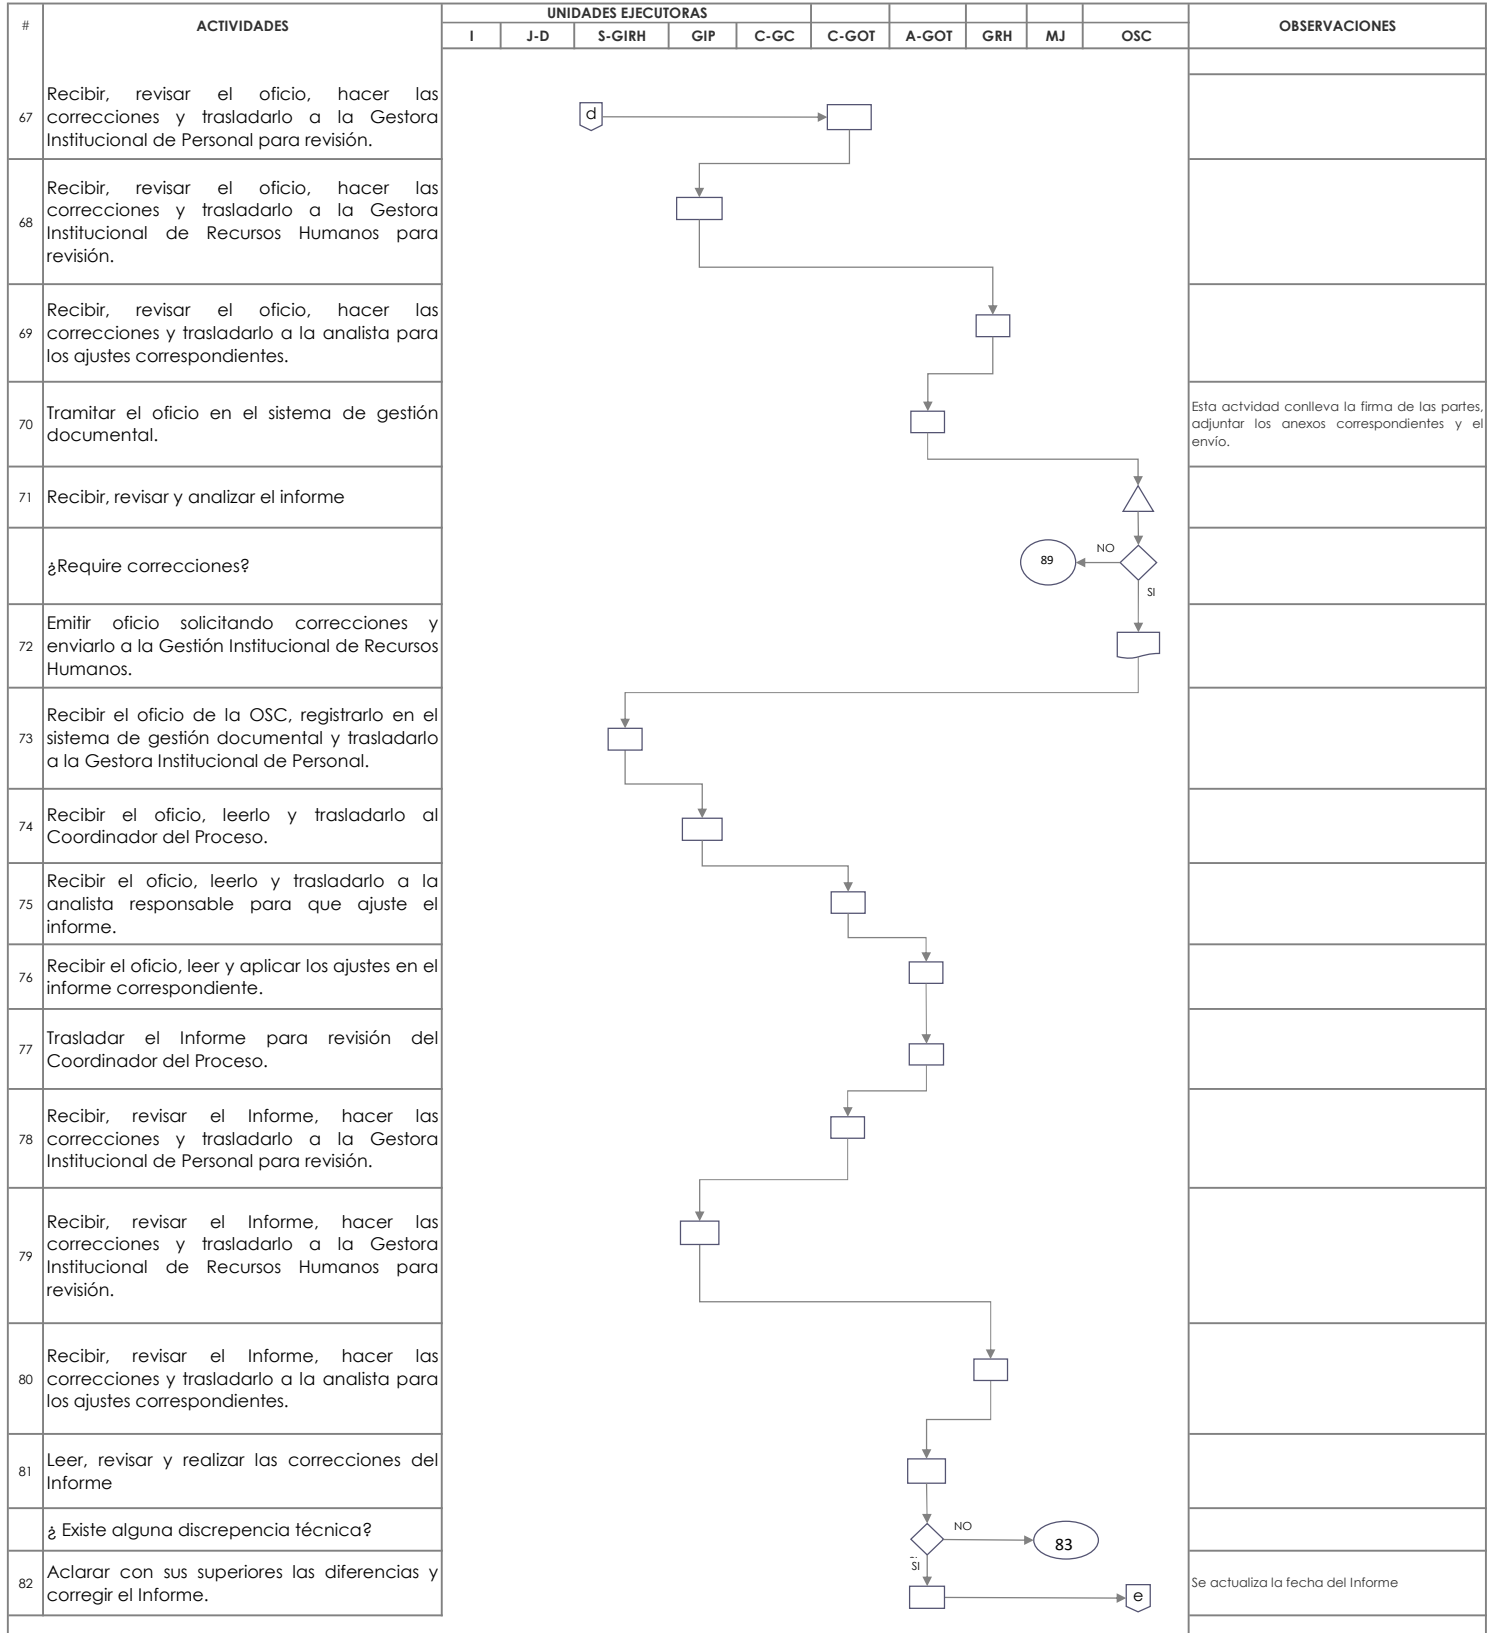 # ACTIVIDADES UNIDADES EJECUTORAS OBSERVACIONES
I J-D S-GIRH GIP C-GC C-GOT A-GOT GRH MJ OSC
67
Recibir, revisar el oficio, hacer las
correcciones y trasladarlo a la Gestora
Institucional de Personal para revisión.
d
68
Recibir, revisar el oficio, hacer las
correcciones y trasladarlo a la Gestora
Institucional de Recursos Humanos para
revisión.
69
Recibir, revisar el oficio, hacer las
correcciones y trasladarlo a la analista para
los ajustes correspondientes.
70
Tramitar el oficio en el sistema de gestión
documental.
Esta actvidad conlleva la firma de las partes,
adjuntar los anexos correspondientes y el
envío.
71 Recibir, revisar y analizar el informe
¿Require correcciones?
89
NO
SI
72
Emitir oficio solicitando correcciones y
enviarlo a la Gestión Institucional de Recursos
Humanos.
73
Recibir el oficio de la OSC, registrarlo en el
sistema de gestión documental y trasladarlo
a la Gestora Institucional de Personal.
74
Recibir el oficio, leerlo y trasladarlo al
Coordinador del Proceso.
75
Recibir el oficio, leerlo y trasladarlo a la
analista responsable para que ajuste el
informe.
76
Recibir el oficio, leer y aplicar los ajustes en el
informe correspondiente.
77
Trasladar el Informe para revisión del
Coordinador del Proceso.
78
Recibir, revisar el Informe, hacer las
correcciones y trasladarlo a la Gestora
Institucional de Personal para revisión.
79
Recibir, revisar el Informe, hacer las
correcciones y trasladarlo a la Gestora
Institucional de Recursos Humanos para
revisión.
80
Recibir, revisar el Informe, hacer las
correcciones y trasladarlo a la analista para
los ajustes correspondientes.
81
Leer, revisar y realizar las correcciones del
Informe
¿ Existe alguna discrepencia técnica?
NO
83
SI
82
Aclarar con sus superiores las diferencias y
corregir el Informe.
e
Se actualiza la fecha del Informe